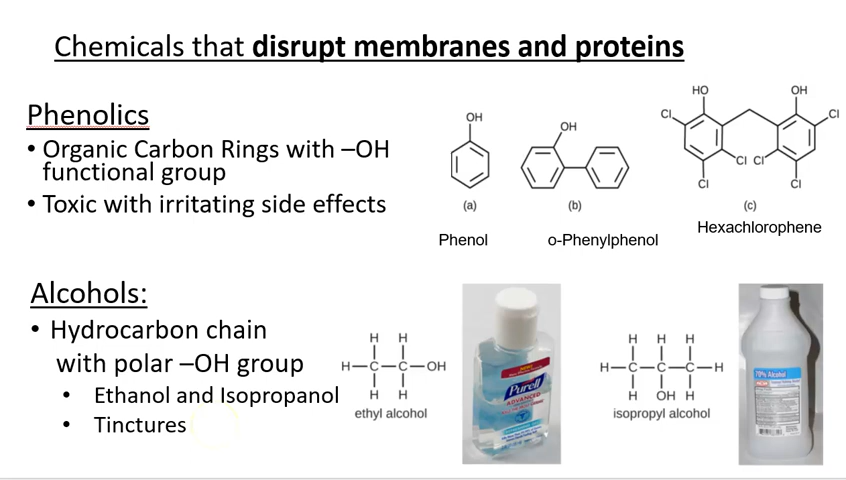 Chemicals that disrupt membranes and proteins
Phenolics
• Organic Carbon Rings with –OH
functional group
• Toxic with irritating side effects
OH
(a)
Phenol
OH
(b)
o-Phenylphenol
HO
OH
Cl
Cl
Cl
Cl
Cl
Cl
(c)
Hexachlorophene
Alcohols:
• Hydrocarbon chain
with polar –OH group
• Ethanol and Isopropanol
• Tinctures
H H
H C C OH
H H
ethyl alcohol
Purell
ADVANCED
H H H
H C C C H
H OH H
isopropyl alcohol
70% Alcohol